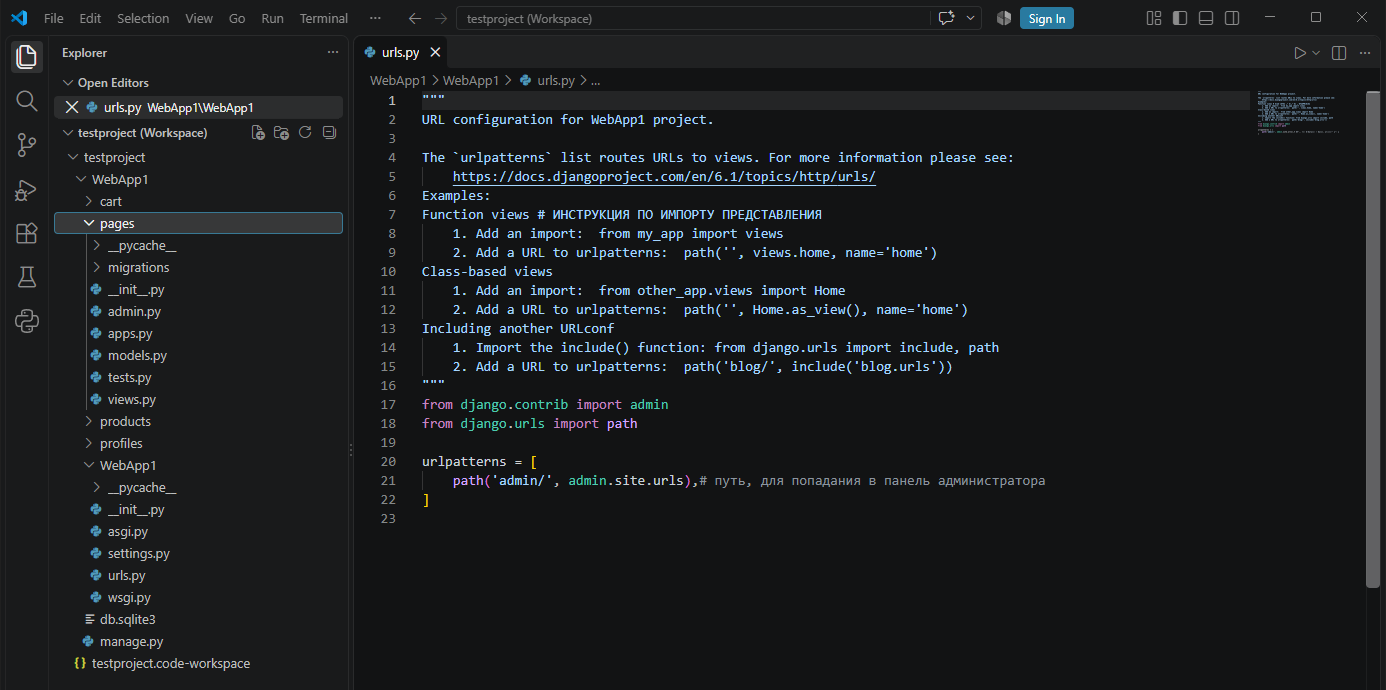 File Edit Selection View Go Run Terminal ··· testproject (Workspace) Sign In
Explorer ···
Open Editors
urls.py WebApp1\WebApp1
testproject (Workspace)
testproject
WebApp1
cart
pages
__pycache__
migrations
__init__.py
admin.py
apps.py
models.py
tests.py
views.py
products
profiles
WebApp1
__pycache__
__init__.py
asgi.py
settings.py
urls.py
wsgi.py
db.sqlite3
manage.py
{} testproject.code-workspace
urls.py
WebApp1 > WebApp1 > urls.py > ...
1 """
2 URL configuration for WebApp1 project.
3
4 The `urlpatterns` list routes URLs to views. For more information please see:
5     https://docs.djangoproject.com/en/6.1/topics/http/urls/
6 Examples:
7 Function views # ИНСТРУКЦИЯ ПО ИМПОРТУ ПРЕДСТАВЛЕНИЯ
8     1. Add an import:  from my_app import views
9     2. Add a URL to urlpatterns:  path('', views.home, name='home')
10 Class-based views
11     1. Add an import:  from other_app.views import Home
12     2. Add a URL to urlpatterns:  path('', Home.as_view(), name='home')
13 Including another URLconf
14     1. Import the include() function: from django.urls import include, path
15     2. Add a URL to urlpatterns:  path('blog/', include('blog.urls'))
16 """
17 from django.contrib import admin
18 from django.urls import path
19
20 urlpatterns = [
21     path('admin/', admin.site.urls),# путь, для попадания в панель администратора
22 ]
23